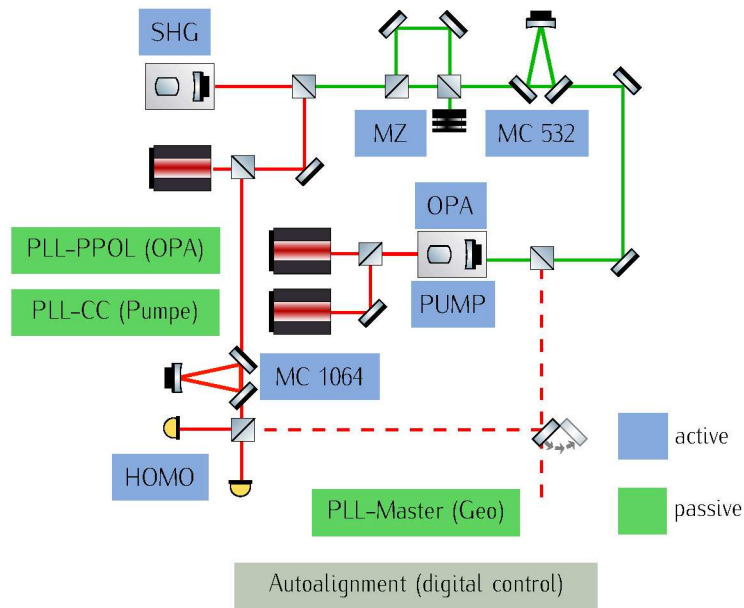 SHG
MZ
MC 532
OPA
PLL-PPOL (OPA)
PLL-CC (Pumpe)
PUMP
MC 1064
active
HOMO
PLL-Master (Geo)
passive
Autoalignment (digital control)